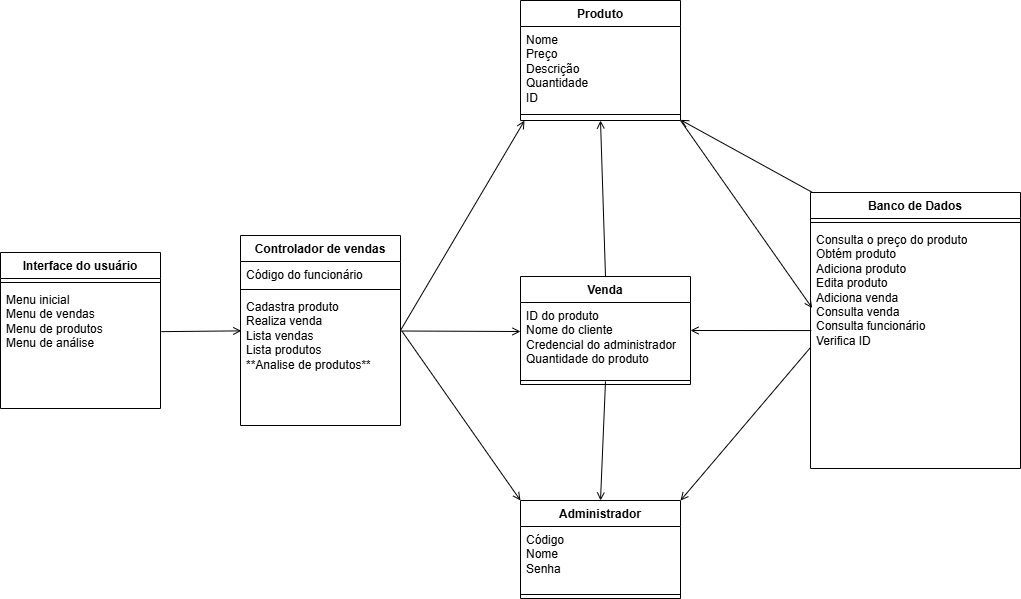 Produto
Nome
Preço
Descrição
Quantidade
ID
Interface do usuário
Menu inicial
Menu de vendas
Menu de produtos
Menu de análise
Controlador de vendas
Código do funcionário
Cadastra produto
Realiza venda
Lista vendas
Lista produtos
**Analise de produtos**
Venda
ID do produto
Nome do cliente
Credencial do administrador
Quantidade do produto
Banco de Dados
Consulta o preço do produto
Obtém produto
Adiciona produto
Edita produto
Adiciona venda
Consulta venda
Consulta funcionário
Verifica ID
Administrador
Código
Nome
Senha